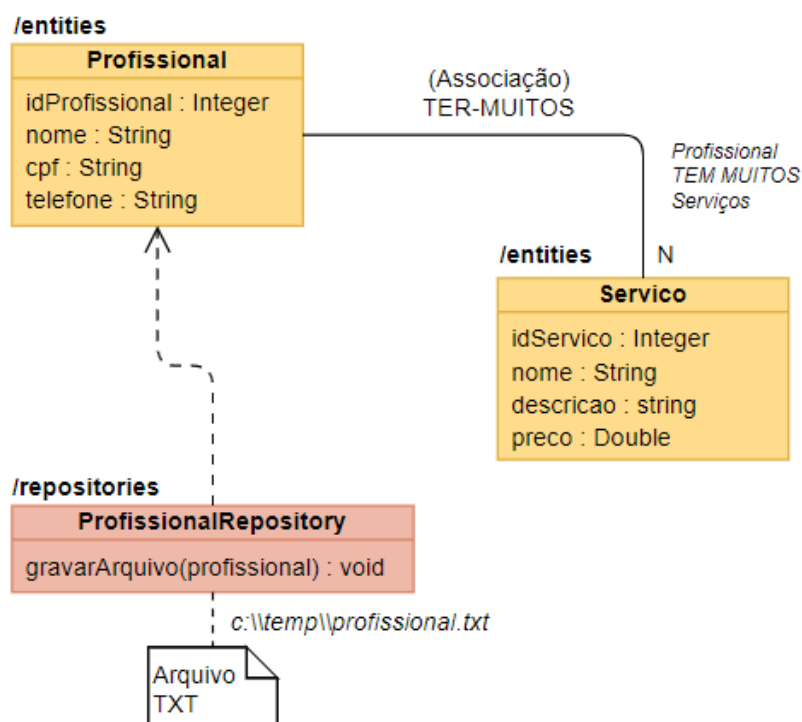 /entities
Profissional
idProfissional : Integer
nome : String
cpf : String
telefone : String
(Associação)
TER-MUITOS
Profissional
TEM MUITOS
Serviços
/entities
N
Servico
idServico : Integer
nome : String
descricao : string
preco : Double
/repositories
ProfissionalRepository
gravarArquivo(profissional) : void
c:\\temp\\profissional.txt
Arquivo
TXT